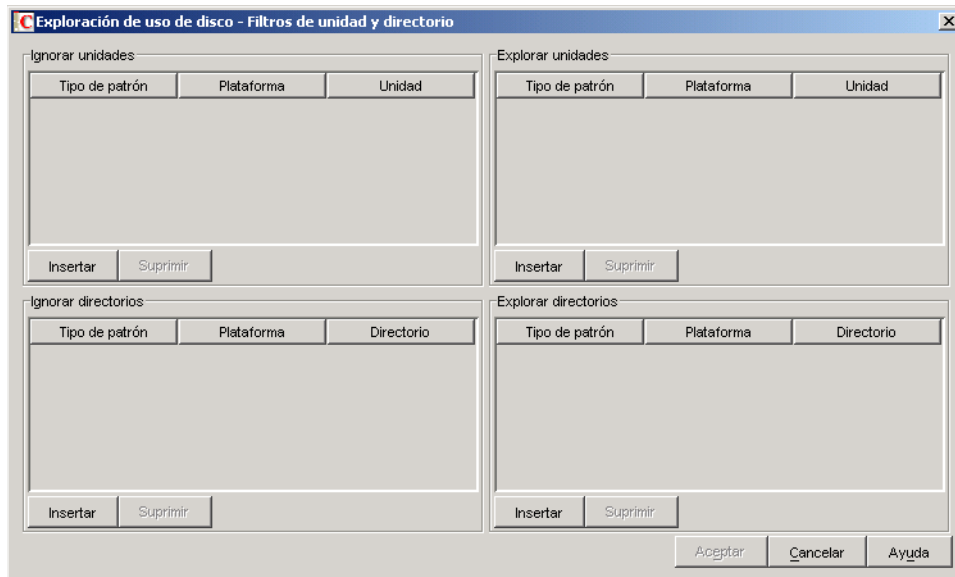 Exploración de uso de disco - Filtros de unidad y directorio
Ignorar unidades
Tipo de patrón Plataforma Unidad
Insertar Suprimir
Explorar unidades
Tipo de patrón Plataforma Unidad
Insertar Suprimir
Ignorar directorios
Tipo de patrón Plataforma Directorio
Insertar Suprimir
Explorar directorios
Tipo de patrón Plataforma Directorio
Insertar Suprimir
Aceptar Cancelar Ayuda